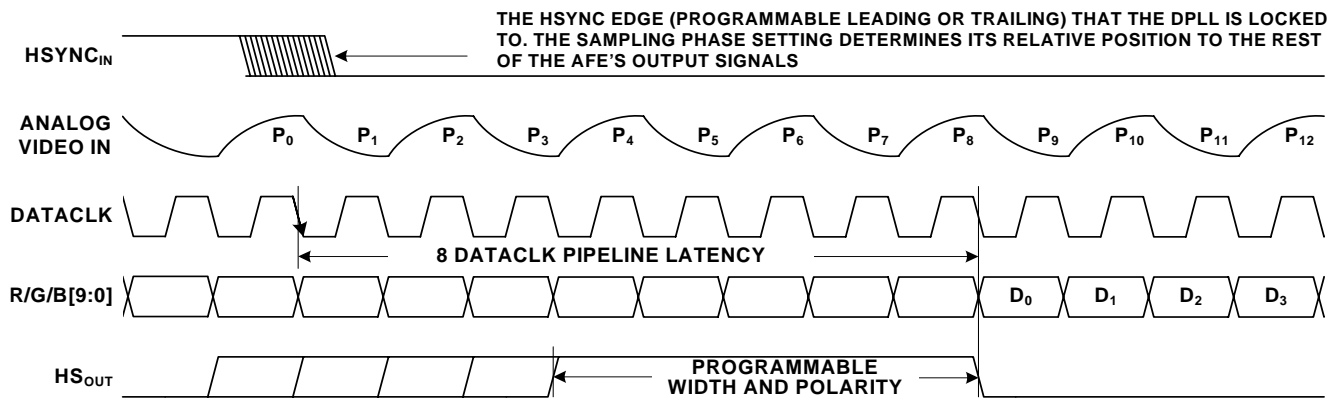 THE HSYNC EDGE (PROGRAMMABLE LEADING OR TRAILING) THAT THE DPLL IS LOCKED
TO. THE SAMPLING PHASE SETTING DETERMINES ITS RELATIVE POSITION TO THE REST
OF THE AFE'S OUTPUT SIGNALS
HSYNCIN
ANALOG
VIDEO IN
P0 P1 P2 P3 P4 P5 P6 P7 P8 P9 P10 P11 P12
DATACLK
8 DATACLK PIPELINE LATENCY
R/G/B[9:0]
D0 D1 D2 D3
HSOUT
PROGRAMMABLE
WIDTH AND POLARITY